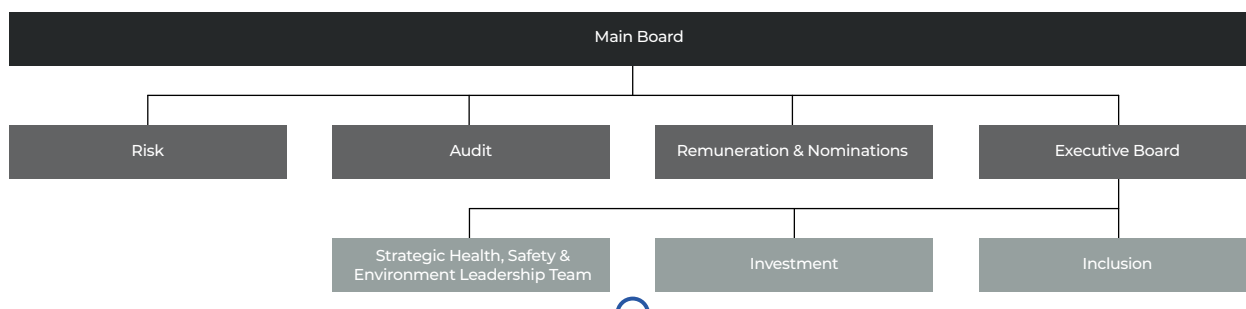 Main Board
Risk
Audit
Remuneration & Nominations
Executive Board
Strategic Health, Safety &
Environment Leadership Team
Investment
Inclusion